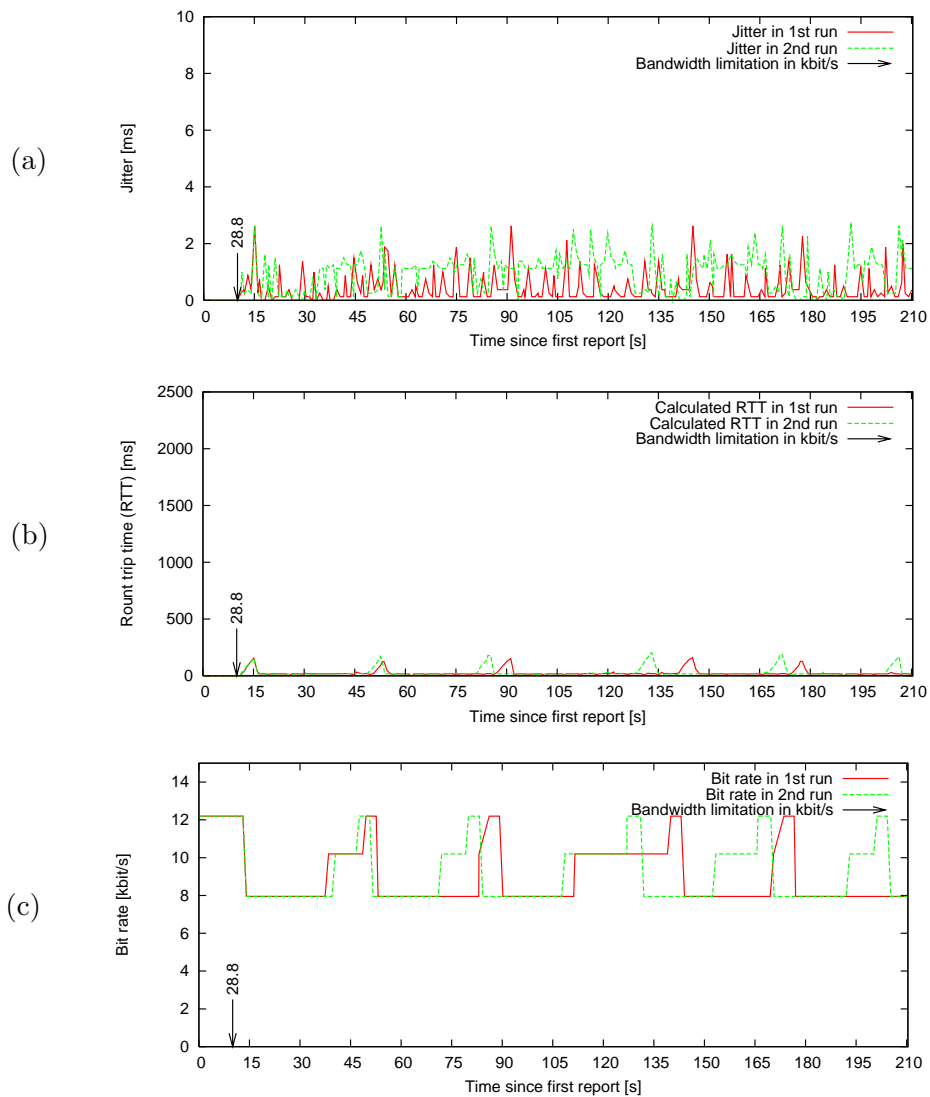 (a)
Jitter [ms]
10
8
6
4
2
0
Jitter in 1st run
Jitter in 2nd run
Bandwidth limitation in kbit/s
28.8
0 15 30 45 60 75 90 105 120 135 150 165 180 195 210
Time since first report [s]
(b)
Rount trip time (RTT) [ms]
2500
2000
1500
1000
500
0
Calculated RTT in 1st run
Calculated RTT in 2nd run
Bandwidth limitation in kbit/s
28.8
0 15 30 45 60 75 90 105 120 135 150 165 180 195 210
Time since first report [s]
(c)
Bit rate [kbit/s]
14
12
10
8
6
4
2
0
Bit rate in 1st run
Bit rate in 2nd run
Bandwidth limitation in kbit/s
28.8
0 15 30 45 60 75 90 105 120 135 150 165 180 195 210
Time since first report [s]